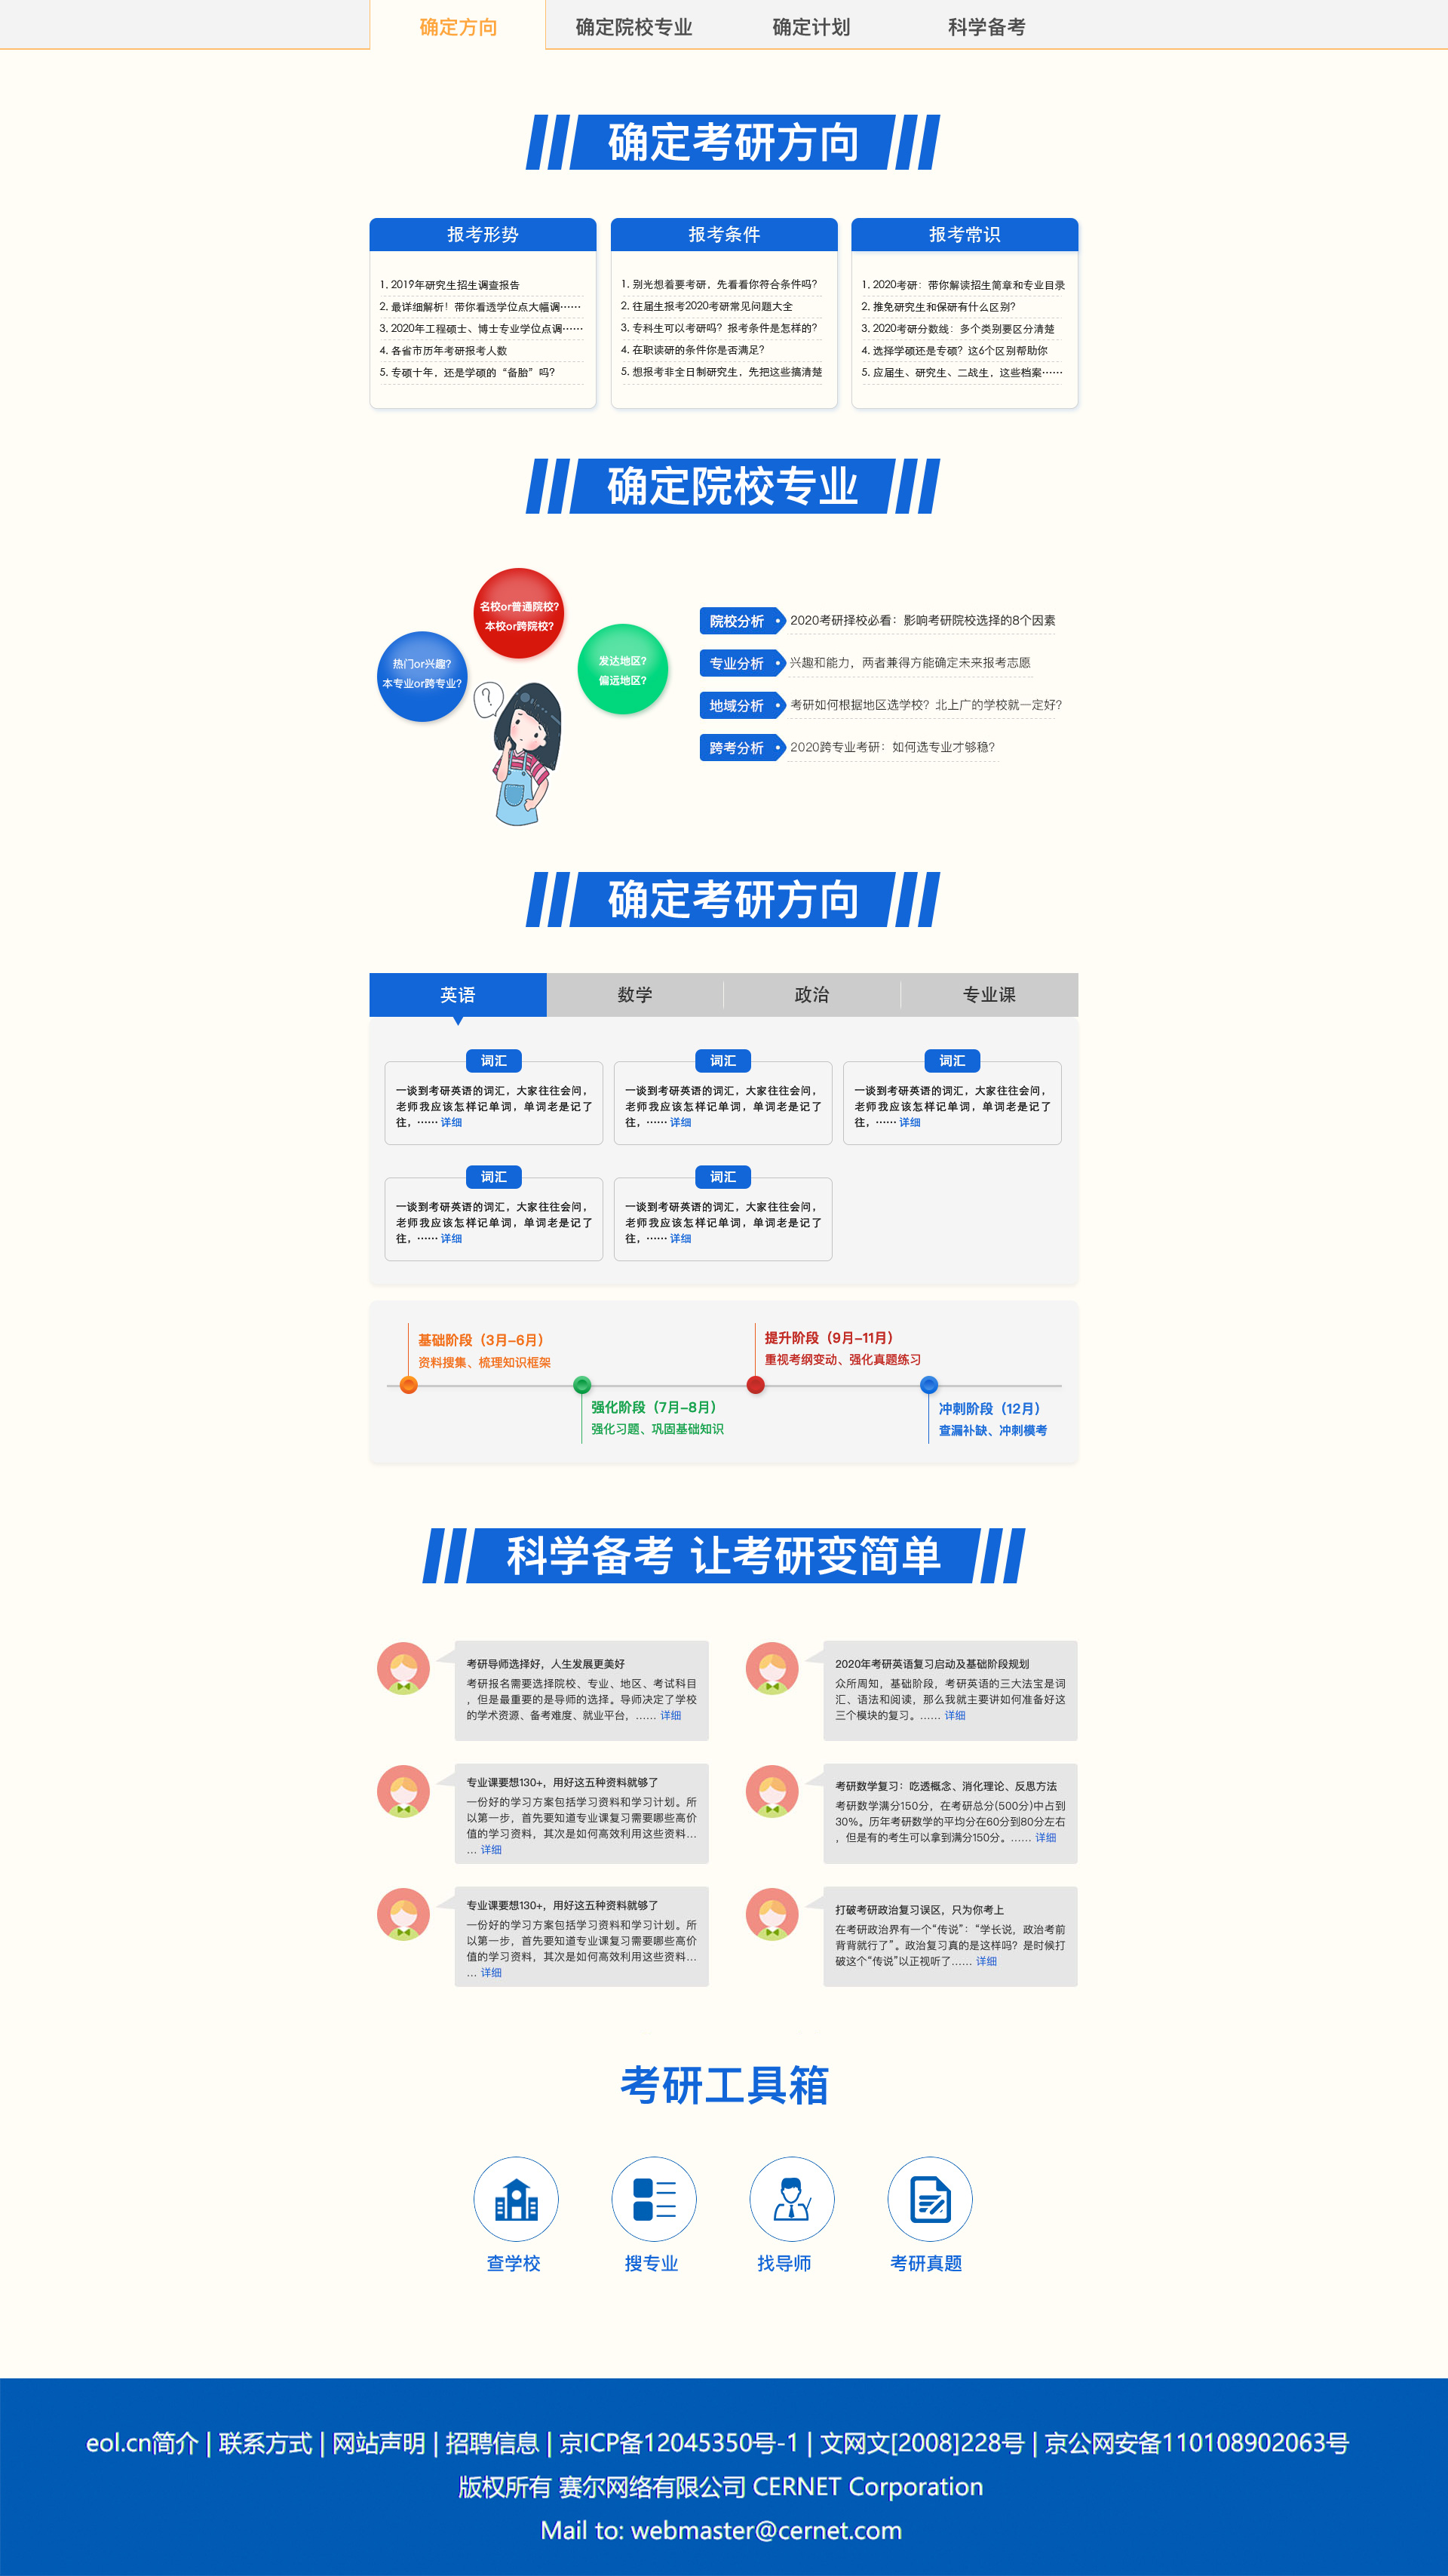 确定方向 确定院校专业 确定计划 科学备考
确定考研方向
报考形势
1. 2019年研究生招生调查报告
2. 最详细解析！带你看透学位点大幅调……
3. 2020年工程硕士、博士专业学位点调……
4. 各省市历年考研报考人数
5. 专硕十年，还是学硕的“备胎”吗？
报考条件
1. 别光想着要考研，先看看你符合条件吗？
2. 往届生报考2020考研常见问题大全
3. 专科生可以考研吗？报考条件是怎样的？
4. 在职读研的条件你是否满足？
5. 想报考非全日制研究生，先把这些搞清楚
报考常识
1. 2020考研：带你解读招生简章和专业目录
2. 推免研究生和保研有什么区别？
3. 2020考研分数线：多个类别要区分清楚
4. 选择学硕还是专硕？这6个区别帮助你
5. 应届生、研究生、二战生，这些档案……
确定院校专业
名校or普通院校？
本校or跨院校？
热门or兴趣？
本专业or跨专业？
发达地区？
偏远地区？
?
院校分析 2020考研择校必看：影响考研院校选择的8个因素
专业分析 兴趣和能力，两者兼得方能确定未来报考志愿
地域分析 考研如何根据地区选学校？北上广的学校就一定好？
跨考分析 2020跨专业考研：如何选专业才够稳？
确定考研方向
英语 数学 政治 专业课
词汇
一谈到考研英语的词汇，大家往往会问，
老师我应该怎样记单词，单词老是记了
往，…… 详细
词汇
一谈到考研英语的词汇，大家往往会问，
老师我应该怎样记单词，单词老是记了
往，…… 详细
词汇
一谈到考研英语的词汇，大家往往会问，
老师我应该怎样记单词，单词老是记了
往，…… 详细
词汇
一谈到考研英语的词汇，大家往往会问，
老师我应该怎样记单词，单词老是记了
往，…… 详细
词汇
一谈到考研英语的词汇，大家往往会问，
老师我应该怎样记单词，单词老是记了
往，…… 详细
基础阶段（3月-6月）
资料搜集、梳理知识框架
强化阶段（7月-8月）
强化习题、巩固基础知识
提升阶段（9月-11月）
重视考纲变动、强化真题练习
冲刺阶段（12月）
查漏补缺、冲刺模考
科学备考 让考研变简单
考研导师选择好，人生发展更美好
考研报名需要选择院校、专业、地区、考试科目
，但是最重要的是导师的选择。导师决定了学校
的学术资源、备考难度、就业平台，…… 详细
2020年考研英语复习启动及基础阶段规划
众所周知，基础阶段，考研英语的三大法宝是词
汇、语法和阅读，那么我就主要讲如何准备好这
三个模块的复习。…… 详细
专业课要想130+，用好这五种资料就够了
一份好的学习方案包括学习资料和学习计划。所
以第一步，首先要知道专业课复习需要哪些高价
值的学习资料，其次是如何高效利用这些资料…
… 详细
考研数学复习：吃透概念、消化理论、反思方法
考研数学满分150分，在考研总分(500分)中占到
30%。历年考研数学的平均分在60分到80分左右
，但是有的考生可以拿到满分150分。…… 详细
专业课要想130+，用好这五种资料就够了
一份好的学习方案包括学习资料和学习计划。所
以第一步，首先要知道专业课复习需要哪些高价
值的学习资料，其次是如何高效利用这些资料…
… 详细
打破考研政治复习误区，只为你考上
在考研政治界有一个“传说”：“学长说，政治考前
背背就行了”。政治复习真的是这样吗？是时候打
破这个“传说”以正视听了…… 详细
考研工具箱
查学校 搜专业 找导师 考研真题
eol.cn简介 | 联系方式 | 网站声明 | 招聘信息 | 京ICP备12045350号-1 | 文网文[2008]228号 | 京公网安备110108902063号
版权所有 赛尔网络有限公司 CERNET Corporation
Mail to: webmaster@cernet.com